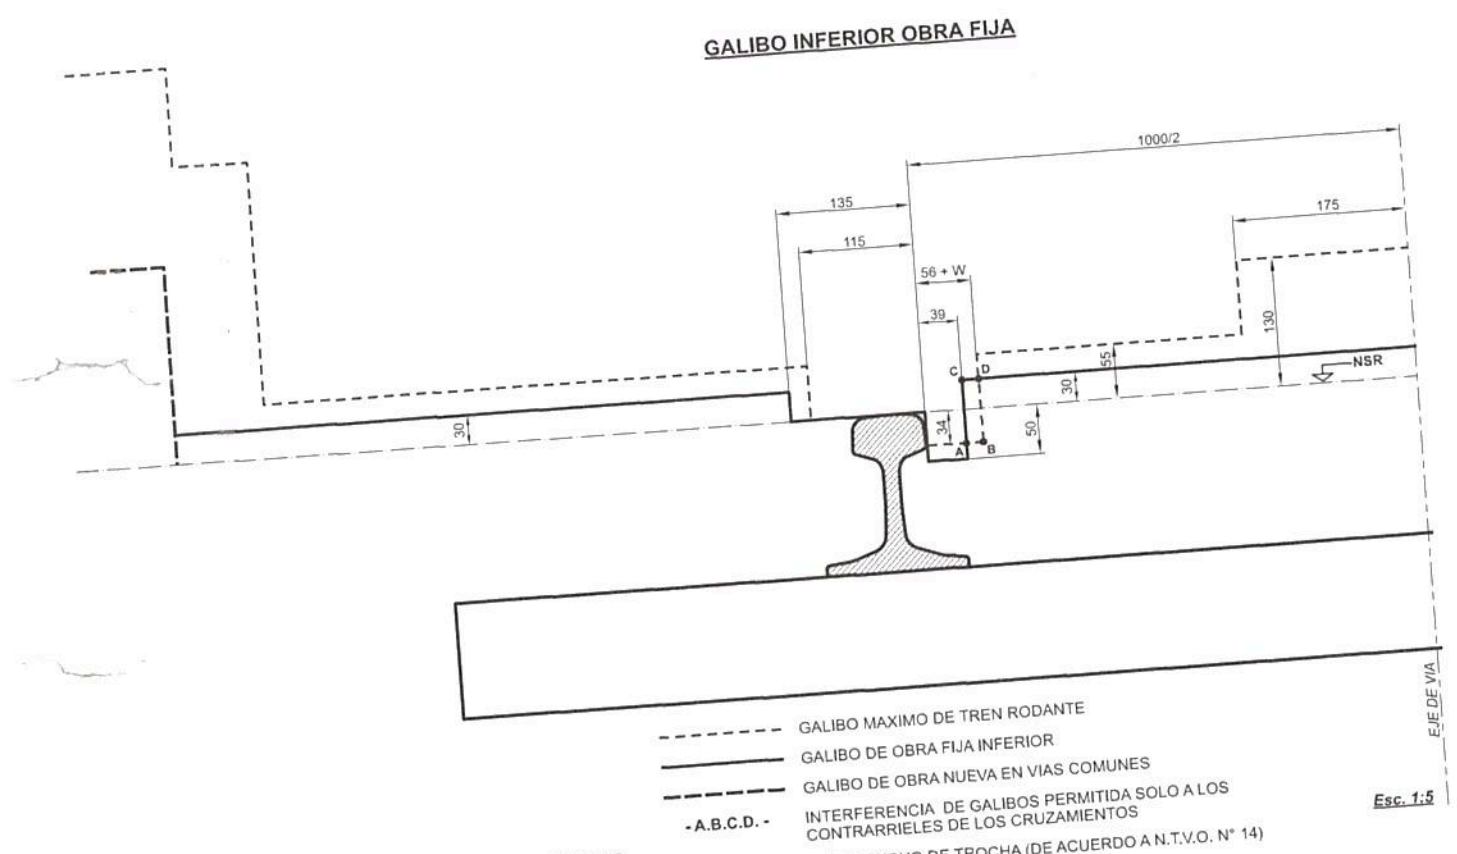 GALIBO INFERIOR OBRA FIJA
1000/2
135
175
115
56 + W
39
130
55
C
D
NSR
30
30
34
50
A
B
GALIBO MAXIMO DE TREN RODANTE
GALIBO DE OBRA FIJA INFERIOR
GALIBO DE OBRA NUEVA EN VIAS COMUNES
- A.B.C.D. -
INTERFERENCIA DE GALIBOS PERMITIDA SOLO A LOS
CONTRARRIELES DE LOS CRUZAMIENTOS
DE TROCHA (DE ACUERDO A N.T.V.O. N° 14)
EJE DE VIA
Esc. 1:5